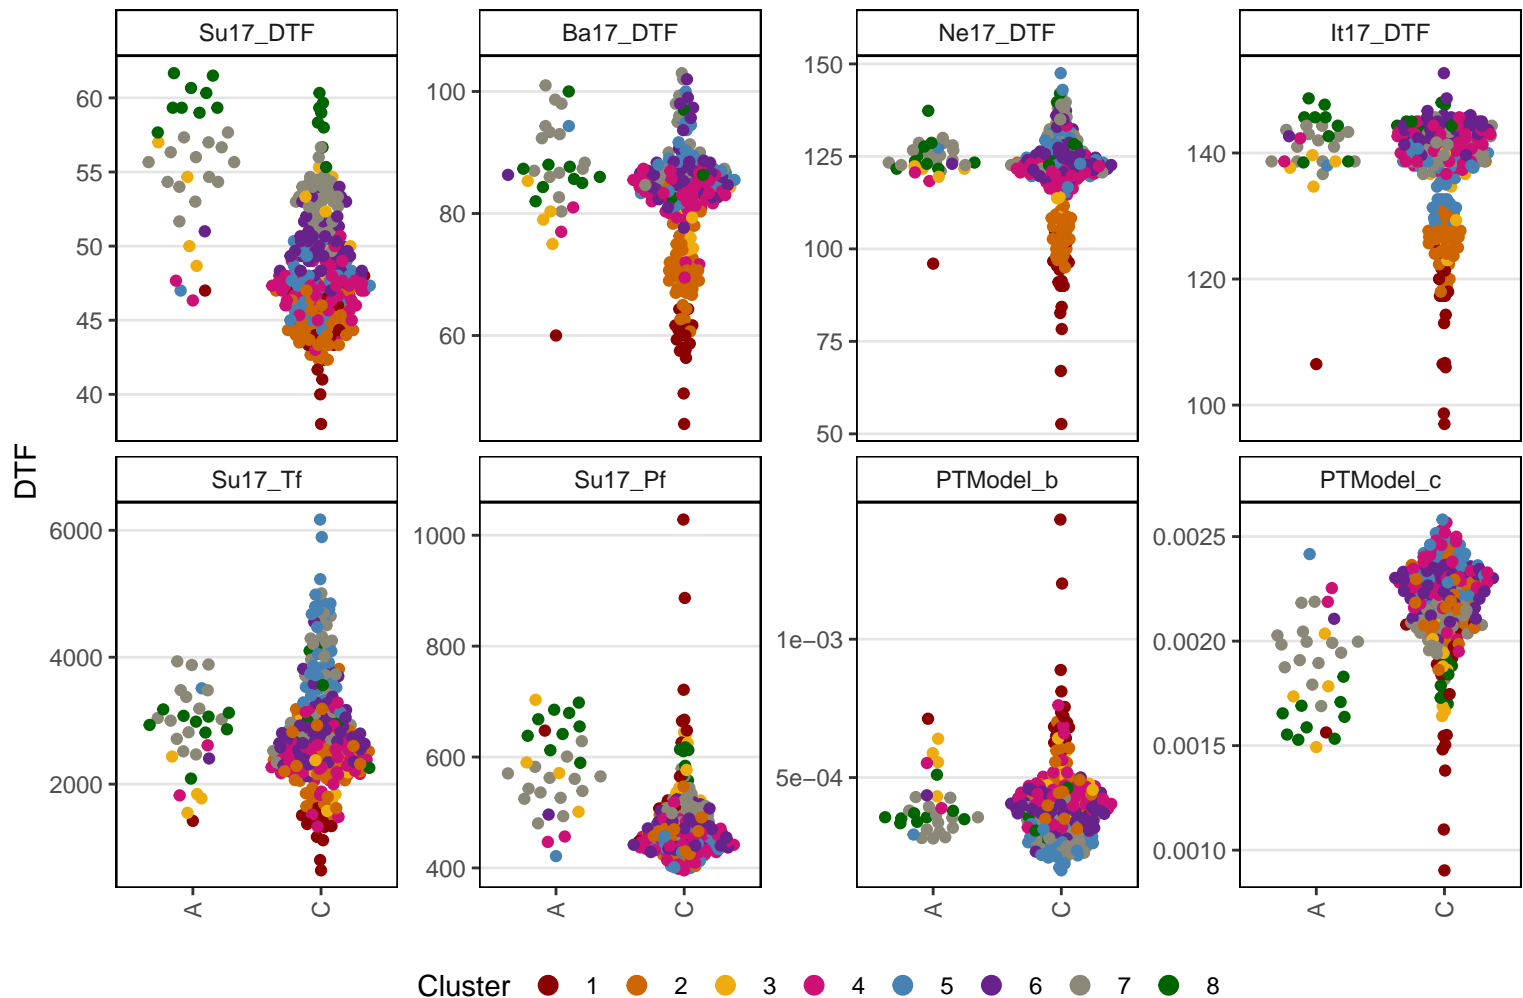 Su17_DTF Ba17_DTF Ne17_DTF It17_DTF
60 100 150 140
55 80 125 120
50 60 100 100
45 75
40 50
DTF
Su17_Tf Su17_Pf PTModel_b PTModel_c
6000 1000 1e−03 0.0025
4000 800 5e−04 0.0020
2000 600 0.0015
400 0.0010
A C A C A C A C
Cluster 1 2 3 4 5 6 7 8